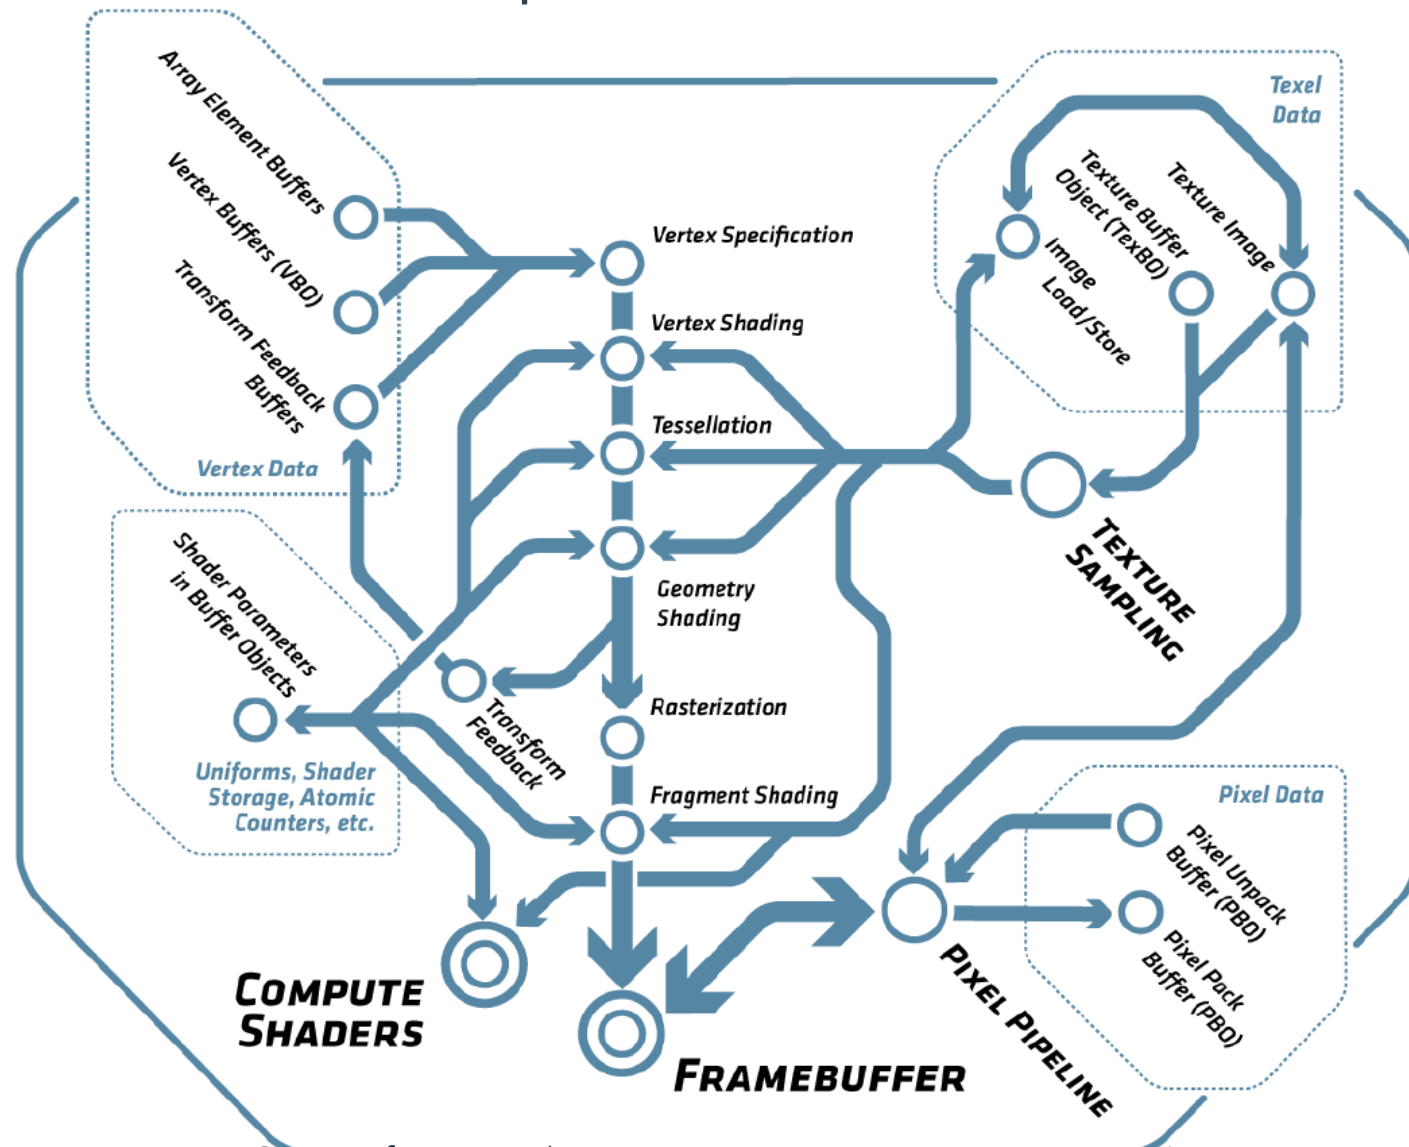 Array Element Buffers
Vertex Buffers (VBO)
Transform Feedback
Buffers
Vertex Data
Texel
Data
Texture Buffer
Object (TexBO)
Texture Image
Image
Load/Store
Vertex Specification
Vertex Shading
Tessellation
Geometry
Shading
Rasterization
Fragment Shading
Transform
Feedback
TEXTURE
SAMPLING
Shader Parameters
in Buffer Objects
Uniforms, Shader
Storage, Atomic
Counters, etc.
Pixel Data
Pixel Unpack
Buffer (PBO)
Pixel Pack
Buffer (PBO)
PIXEL PIPELINE
COMPUTE
SHADERS
FRAMEBUFFER